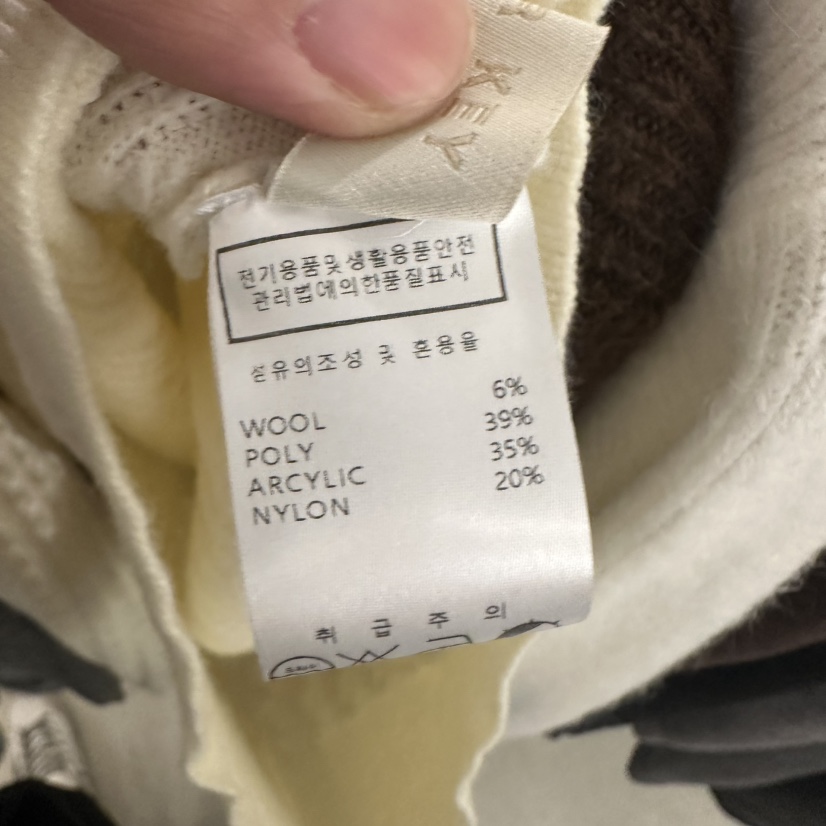 KEY
전기용품및생활용품안전
관리법에의한품질표시
섬유의조성 및 혼용율
WOOL 6%
POLY 39%
ARCYLIC 35%
NYLON 20%
취 급 주 의